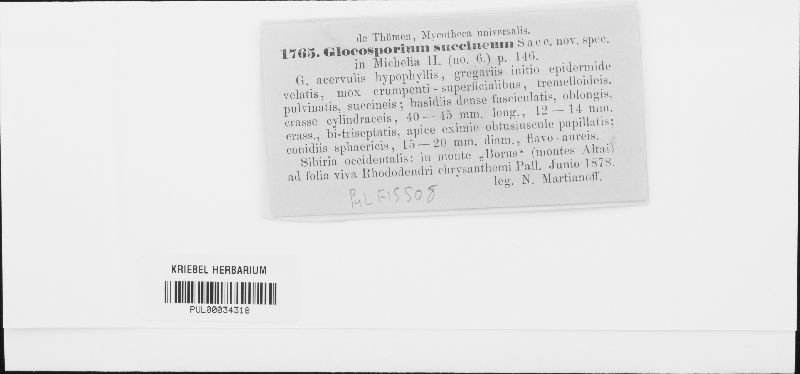 de Thümen, Mycotheca universalis.
1765. Gloeosporium succineum Sacc. nov. spec.
in Michelia II. (no. 6.) p. 146.
G. acervulis hypophyllis, gregariis initio epidermide
velatis, mox erumpenti-superficialibus, tremelloideis,
pulvinatis, succineis; basidiis dense fasciculatis, oblongis,
crasse cylindraceis, 40—45 mm. long., 12—14 mm.
crass., bi-triseptatis, apice eximie obtusiuscule papillatis;
conidiis sphaericis, 15—20 mm. diam., flavo-aureis.
Sibiria occidentalis: in monte „Borus“ (montes Altai)
ad folia viva Rhododendri chrysanthemi Pall. Junio 1878.
leg. N. Martianoff.
PUL F15508
KRIEBEL HERBARIUM
PUL00034318